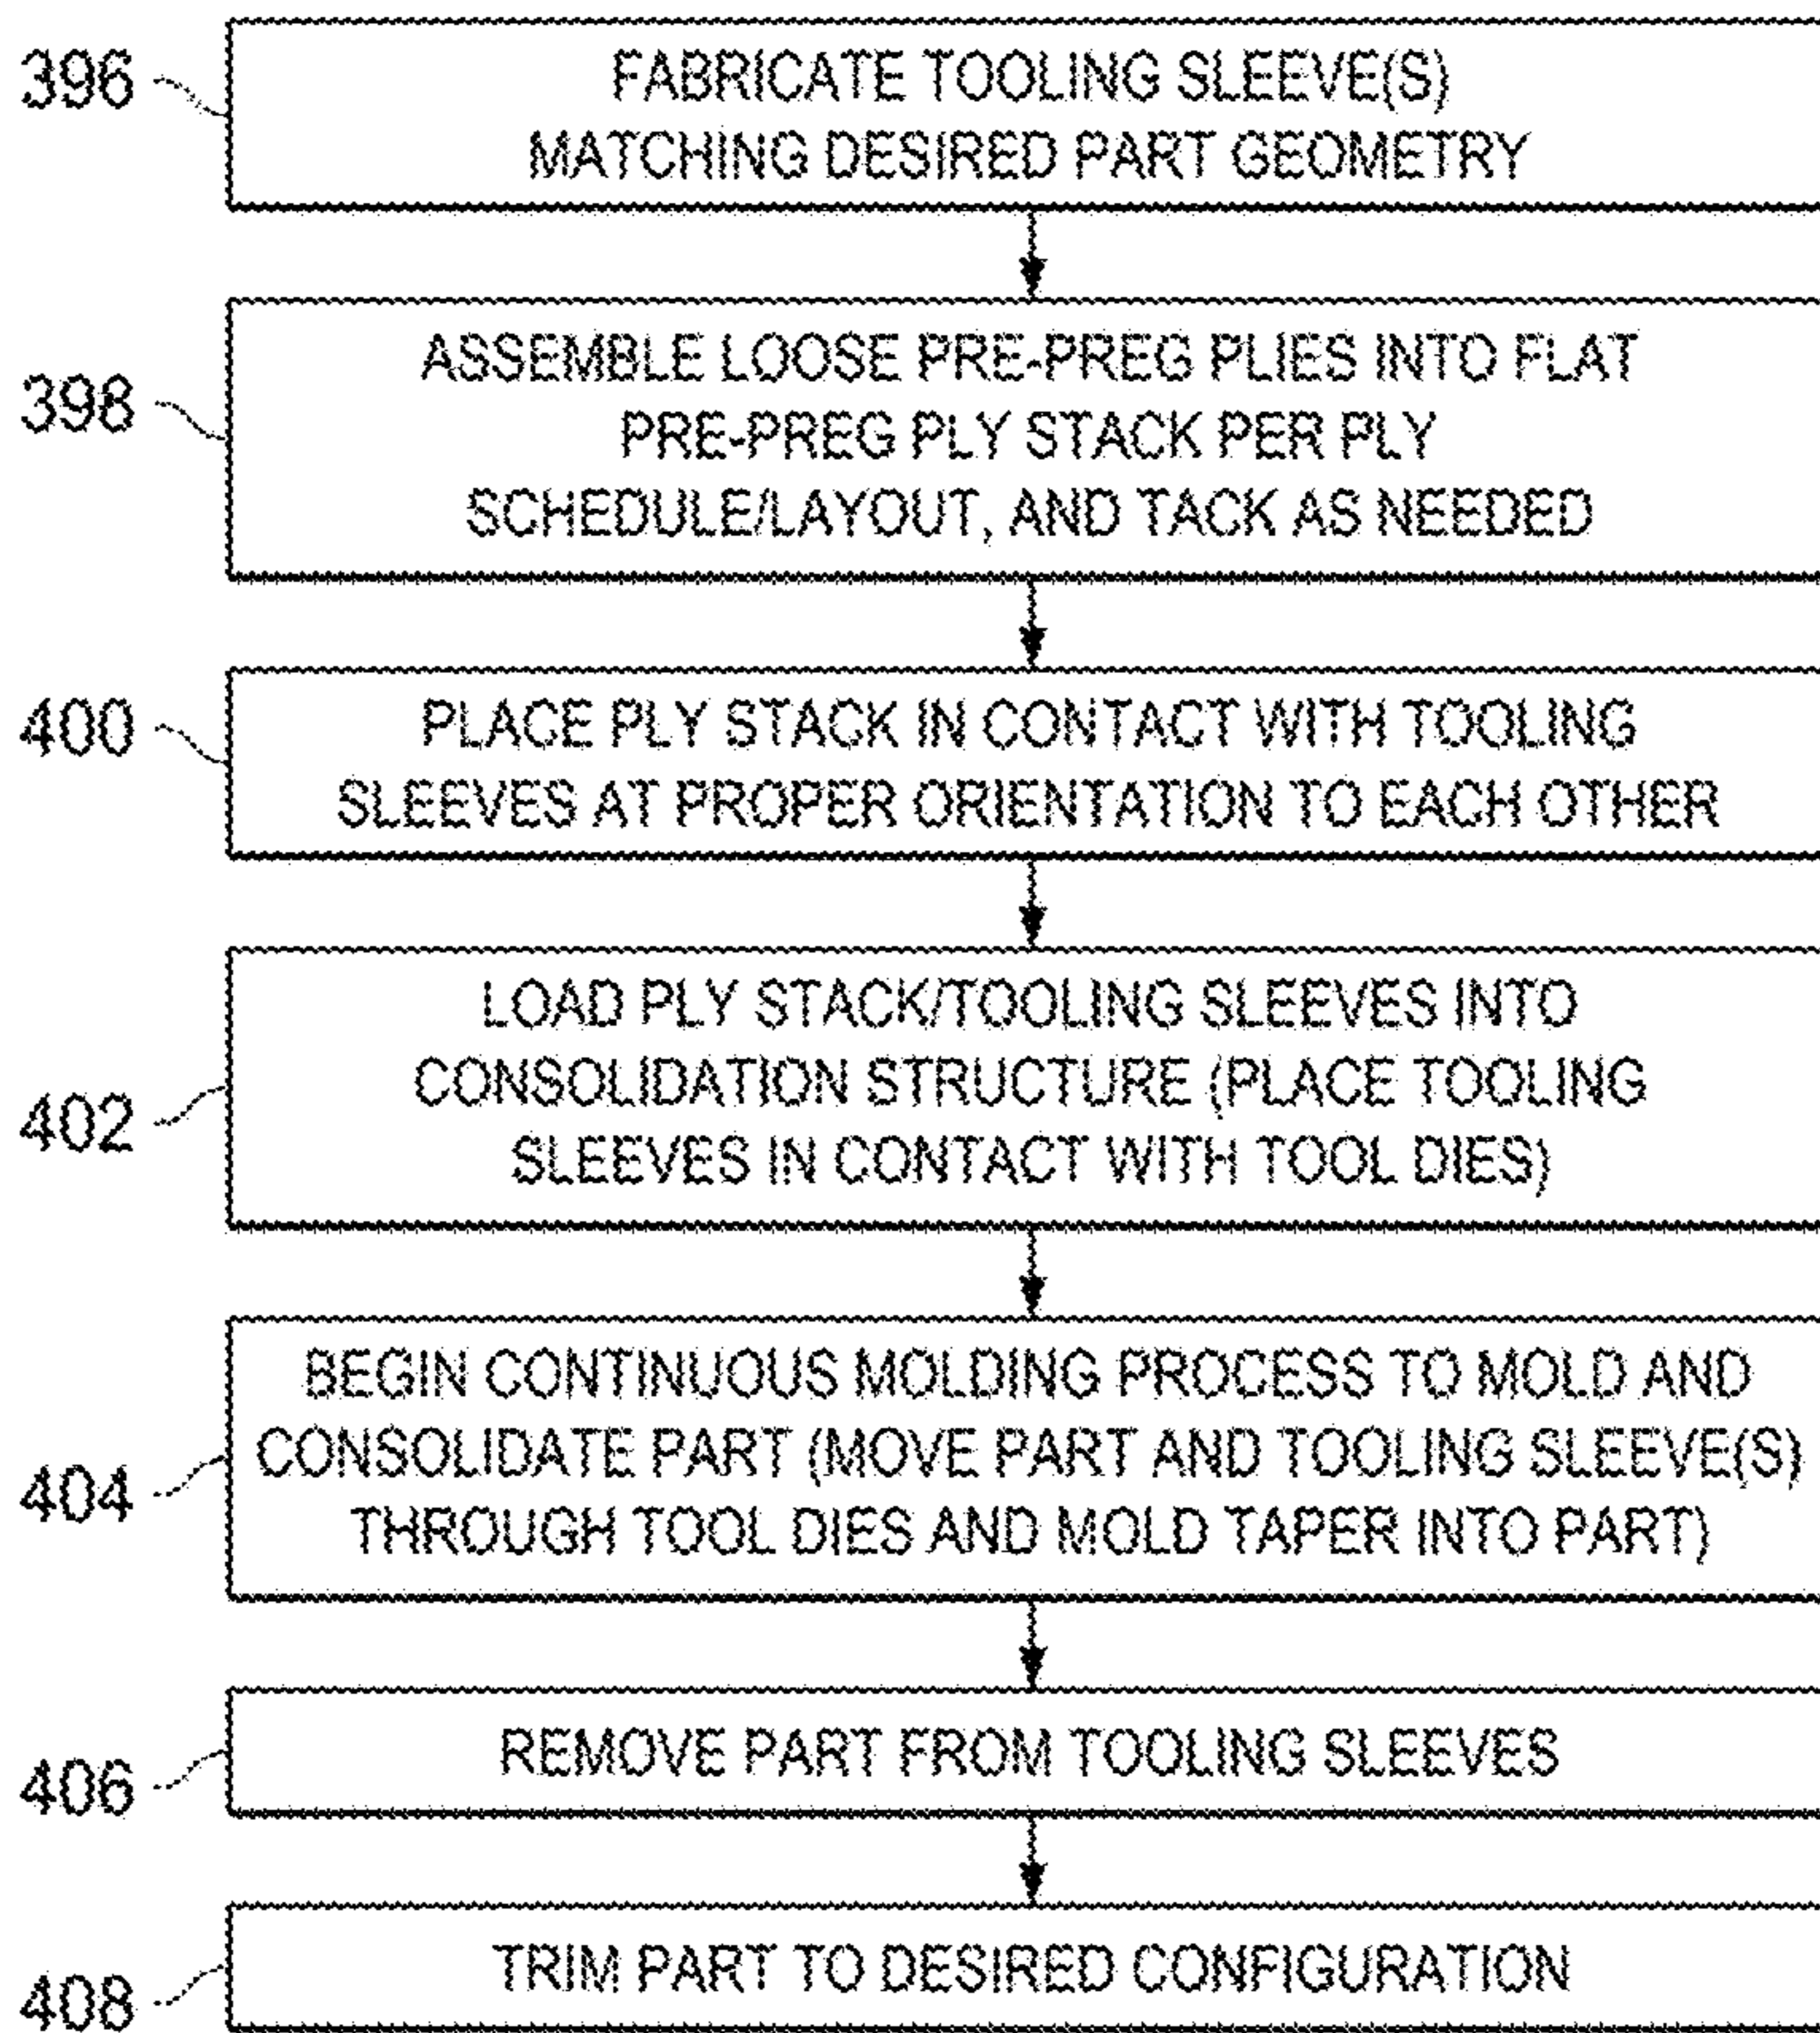 396
FABRICATE TOOLING SLEEVE(S)
MATCHING DESIRED PART GEOMETRY
398
ASSEMBLE LOOSE PRE-PREG PLIES INTO FLAT
PRE-PREG PLY STACK PER PLY
SCHEDULE/LAYOUT, AND TACK AS NEEDED
400
PLACE PLY STACK IN CONTACT WITH TOOLING
SLEEVES AT PROPER ORIENTATION TO EACH OTHER
402
LOAD PLY STACK/TOOLING SLEEVES INTO
CONSOLIDATION STRUCTURE (PLACE TOOLING
SLEEVES IN CONTACT WITH TOOL DIES)
404
BEGIN CONTINUOUS MOLDING PROCESS TO MOLD AND
CONSOLIDATE PART (MOVE PART AND TOOLING SLEEVE(S)
THROUGH TOOL DIES AND MOLD TAPER INTO PART)
406
REMOVE PART FROM TOOLING SLEEVES
408
TRIM PART TO DESIRED CONFIGURATION